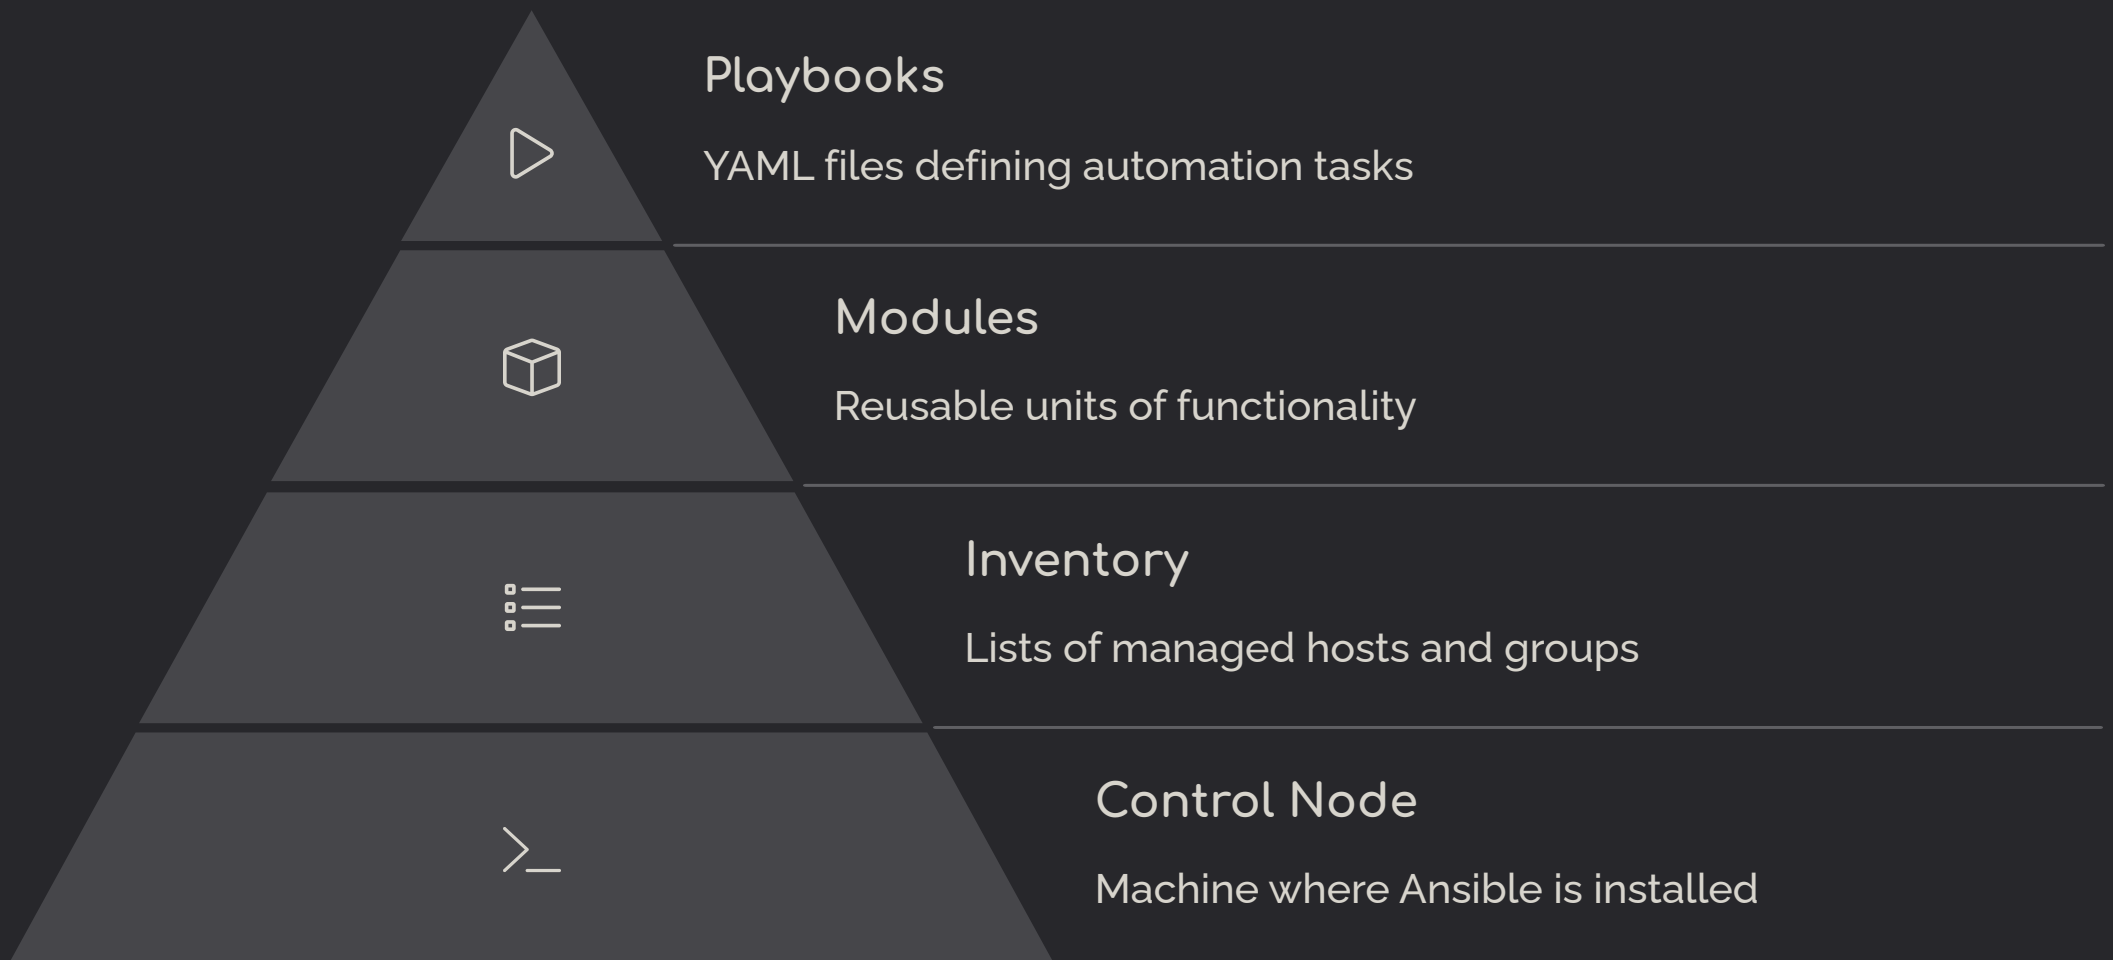 Playbooks
YAML files defining automation tasks
Modules
Reusable units of functionality
Inventory
Lists of managed hosts and groups
Control Node
Machine where Ansible is installed